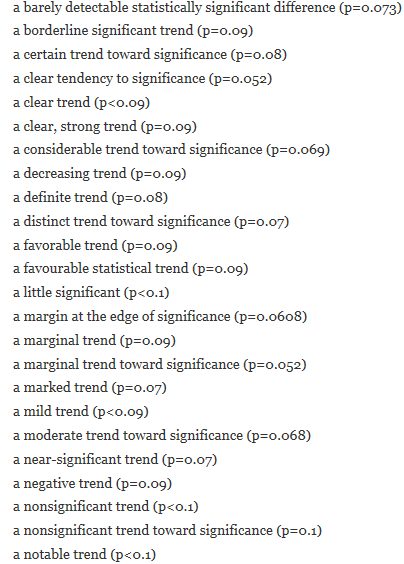 a barely detectable statistically significant difference (p=0.073)
a borderline significant trend (p=0.09)
a certain trend toward significance (p=0.08)
a clear tendency to significance (p=0.052)
a clear trend (p<0.09)
a clear, strong trend (p=0.09)
a considerable trend toward significance (p=0.069)
a decreasing trend (p=0.09)
a definite trend (p=0.08)
a distinct trend toward significance (p=0.07)
a favorable trend (p=0.09)
a favourable statistical trend (p=0.09)
a little significant (p<0.1)
a margin at the edge of significance (p=0.0608)
a marginal trend (p=0.09)
a marginal trend toward significance (p=0.052)
a marked trend (p=0.07)
a mild trend (p<0.09)
a moderate trend toward significance (p=0.068)
a near-significant trend (p=0.07)
a negative trend (p=0.09)
a nonsignificant trend (p<0.1)
a nonsignificant trend toward significance (p=0.1)
a notable trend (p<0.1)